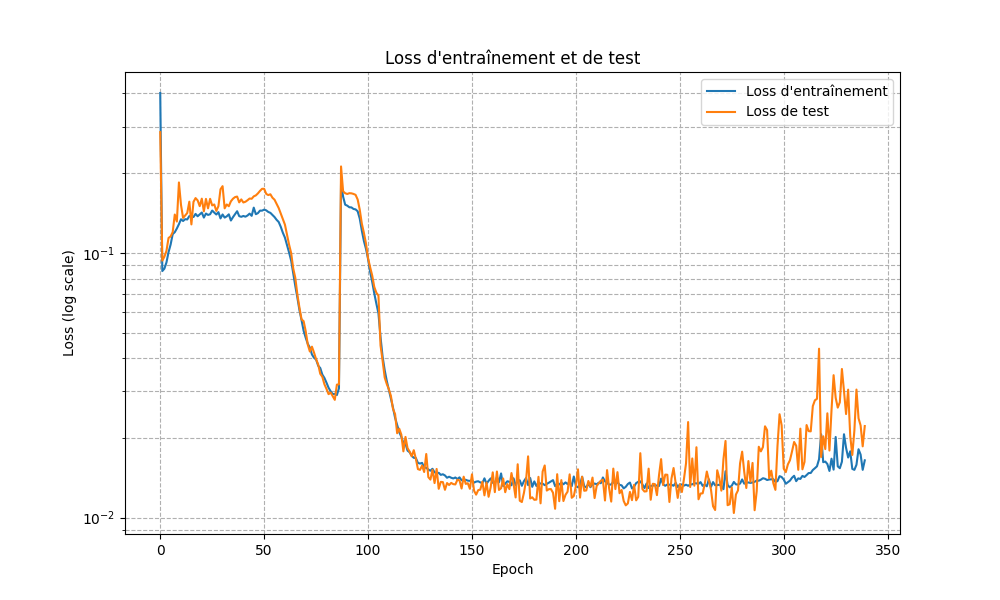 Loss d'entraînement et de test
Loss d'entraînement
Loss de test
Loss (log scale)
10⁻¹
10⁻²
0 50 100 150 200 250 300 350
Epoch